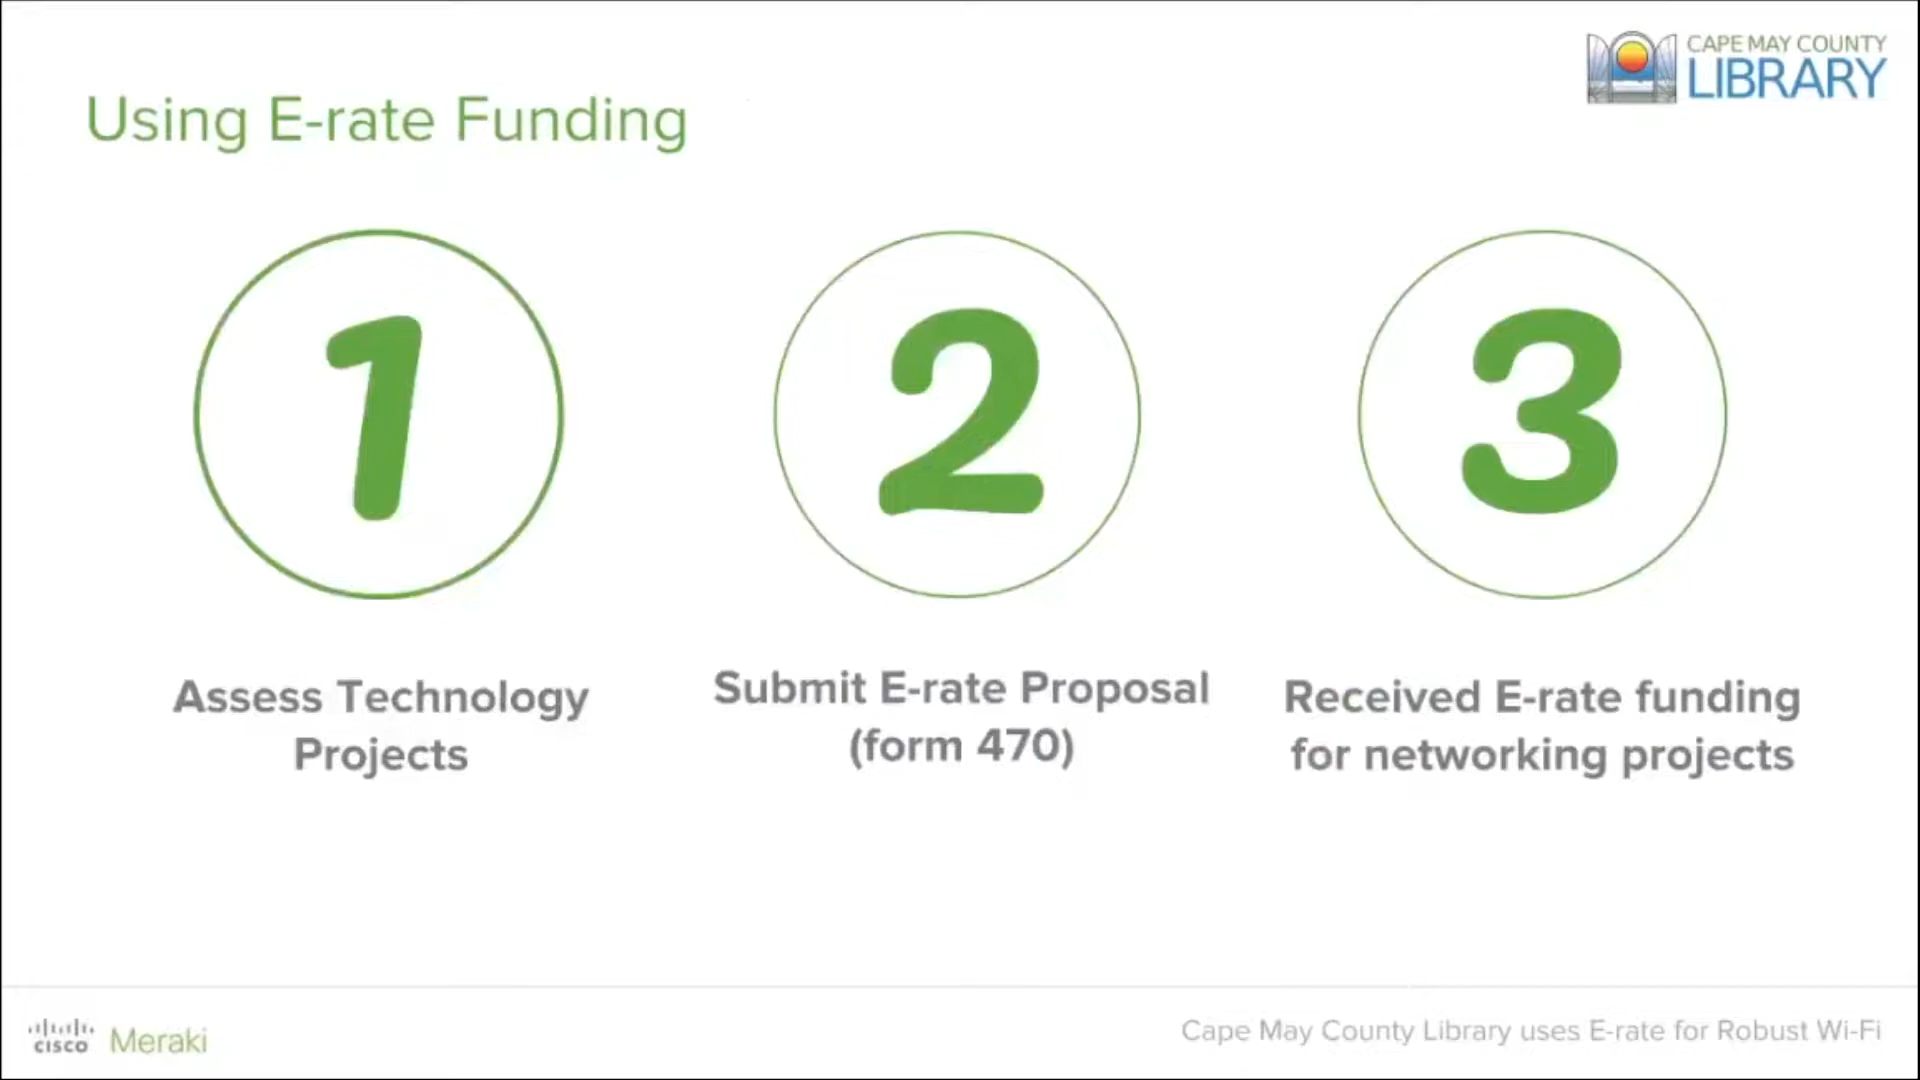 CAPE MAY COUNTY
LIBRARY
Using E-rate Funding
1
2
3
Assess Technology
Projects
Submit E-rate Proposal
(form 470)
Received E-rate funding
for networking projects
cisco Meraki
Cape May County Library uses E-rate for Robust Wi-Fi